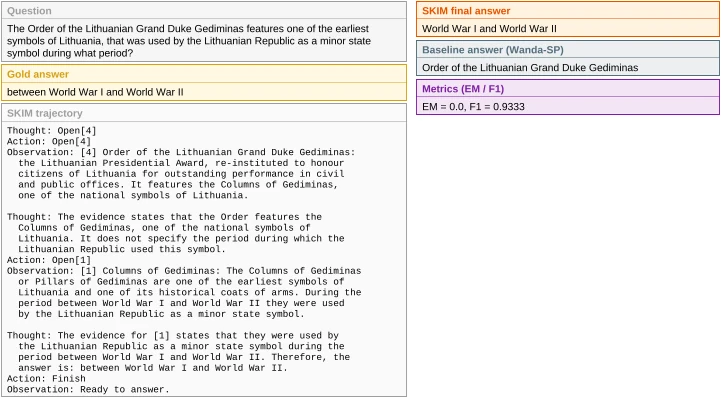 Question
The Order of the Lithuanian Grand Duke Gediminas features one of the earliest
symbols of Lithuania, that was used by the Lithuanian Republic as a minor state
symbol during what period?
Gold answer
between World War I and World War II
SKIM trajectory
Thought: Open[4]
Action: Open[4]
Observation: [4] Order of the Lithuanian Grand Duke Gediminas:
the Lithuanian Presidential Award, re-instituted to honour
citizens of Lithuania for outstanding performance in civil
and public offices. It features the Columns of Gediminas,
one of the national symbols of Lithuania.
Thought: The evidence states that the Order features the
Columns of Gediminas, one of the national symbols of
Lithuania. It does not specify the period during which the
Lithuanian Republic used this symbol.
Action: Open[1]
Observation: [1] Columns of Gediminas: The Columns of Gediminas
or Pillars of Gediminas are one of the earliest symbols of
Lithuania and one of its historical coats of arms. During the
period between World War I and World War II they were used
by the Lithuanian Republic as a minor state symbol.
Thought: The evidence for [1] states that they were used by
the Lithuanian Republic as a minor state symbol during the
period between World War I and World War II. Therefore, the
answer is: between World War I and World War II.
Action: Finish
Observation: Ready to answer.
SKIM final answer
World War I and World War II
Baseline answer (Wanda-SP)
Order of the Lithuanian Grand Duke Gediminas
Metrics (EM / F1)
EM = 0.0, F1 = 0.9333